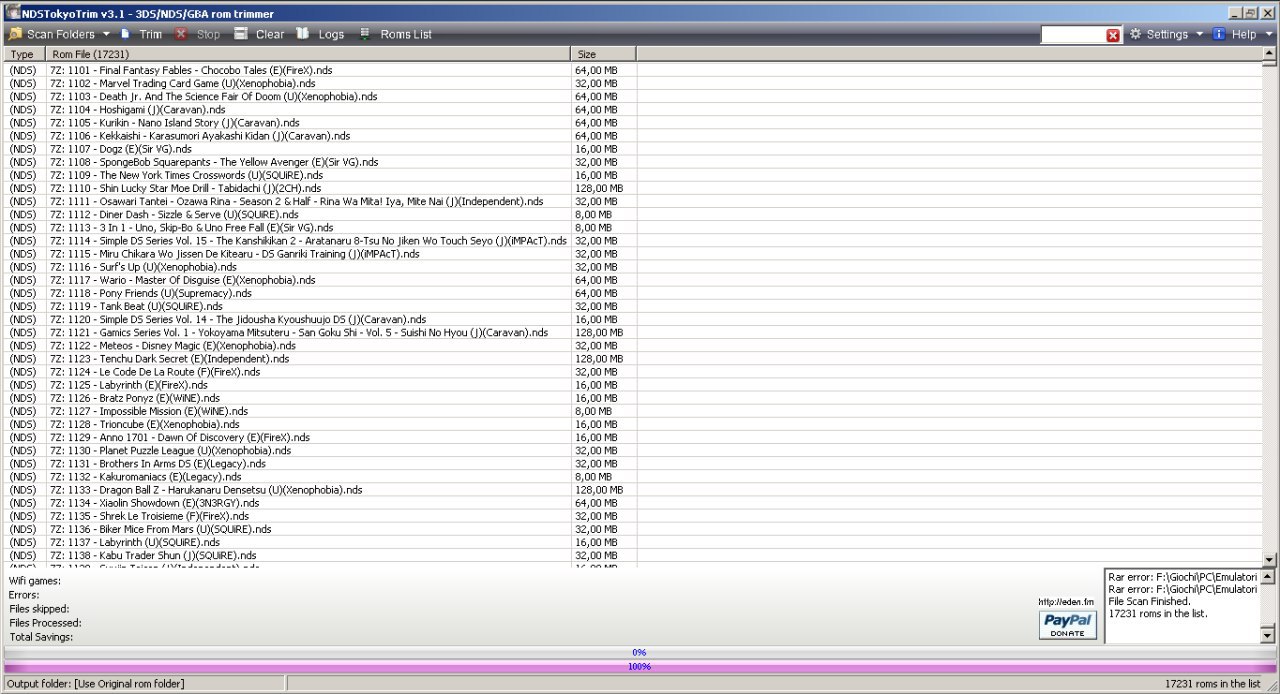 NDSTokyoTrim v3.1 - 3DS/NDS/GBA rom trimmer
Scan Folders Trim Stop Clear Logs Roms List Settings Help
Type Rom File (17231) Size
(NDS) 7Z: 1101 - Final Fantasy Fables - Chocobo Tales (E)(FireX).nds 64,00 MB
(NDS) 7Z: 1102 - Marvel Trading Card Game (U)(Xenophobia).nds 32,00 MB
(NDS) 7Z: 1103 - Death Jr. And The Science Fair Of Doom (U)(Xenophobia).nds 64,00 MB
(NDS) 7Z: 1104 - Hoshigami (J)(Caravan).nds 64,00 MB
(NDS) 7Z: 1105 - Kurikin - Nano Island Story (J)(Caravan).nds 64,00 MB
(NDS) 7Z: 1106 - Kekkaishi - Karasumori Ayakashi Kidan (J)(Caravan).nds 64,00 MB
(NDS) 7Z: 1107 - Dogz (E)(Sir VG).nds 16,00 MB
(NDS) 7Z: 1108 - SpongeBob Squarepants - The Yellow Avenger (E)(Sir VG).nds 32,00 MB
(NDS) 7Z: 1109 - The New York Times Crosswords (U)(SQUiRE).nds 16,00 MB
(NDS) 7Z: 1110 - Shin Lucky Star Moe Drill - Tabidachi (J)(2CH).nds 128,00 MB
(NDS) 7Z: 1111 - Osawari Tantei - Ozawa Rina - Season 2 & Half - Rina Wa Mita! Iya, Mite Nai (J)(Independent).nds 32,00 MB
(NDS) 7Z: 1112 - Diner Dash - Sizzle & Serve (U)(SQUiRE).nds 8,00 MB
(NDS) 7Z: 1113 - 3 In 1 - Uno, Skip-Bo & Uno Free Fall (E)(Sir VG).nds 8,00 MB
(NDS) 7Z: 1114 - Simple DS Series Vol. 15 - The Kanshikikan 2 - Aratanaru 8-Tsu No Jiken Wo Touch Seyo (J)(iMPAcT).nds 32,00 MB
(NDS) 7Z: 1115 - Miru Chikara Wo Jissen De Kitearu - DS Ganriki Training (J)(iMPAcT).nds 32,00 MB
(NDS) 7Z: 1116 - Surf's Up (U)(Xenophobia).nds 32,00 MB
(NDS) 7Z: 1117 - Wario - Master Of Disguise (E)(Xenophobia).nds 64,00 MB
(NDS) 7Z: 1118 - Pony Friends (U)(Supremacy).nds 64,00 MB
(NDS) 7Z: 1119 - Tank Beat (U)(SQUiRE).nds 32,00 MB
(NDS) 7Z: 1120 - Simple DS Series Vol. 14 - The Jidousha Kyoushuujo DS (J)(Caravan).nds 16,00 MB
(NDS) 7Z: 1121 - Gamics Series Vol. 1 - Yokoyama Mitsuteru - San Goku Shi - Vol. 5 - Suishi No Hyou (J)(Caravan).nds 128,00 MB
(NDS) 7Z: 1122 - Meteos - Disney Magic (E)(Xenophobia).nds 32,00 MB
(NDS) 7Z: 1123 - Tenchu Dark Secret (E)(Independent).nds 128,00 MB
(NDS) 7Z: 1124 - Le Code De La Route (F)(FireX).nds 32,00 MB
(NDS) 7Z: 1125 - Labyrinth (E)(FireX).nds 16,00 MB
(NDS) 7Z: 1126 - Bratz Ponyz (E)(WiNE).nds 16,00 MB
(NDS) 7Z: 1127 - Impossible Mission (E)(WiNE).nds 8,00 MB
(NDS) 7Z: 1128 - Trioncube (E)(Xenophobia).nds 16,00 MB
(NDS) 7Z: 1129 - Anno 1701 - Dawn Of Discovery (E)(FireX).nds 16,00 MB
(NDS) 7Z: 1130 - Planet Puzzle League (U)(Xenophobia).nds 32,00 MB
(NDS) 7Z: 1131 - Brothers In Arms DS (E)(Legacy).nds 32,00 MB
(NDS) 7Z: 1132 - Kakuromaniacs (E)(Legacy).nds 8,00 MB
(NDS) 7Z: 1133 - Dragon Ball Z - Harukanaru Densetsu (U)(Xenophobia).nds 128,00 MB
(NDS) 7Z: 1134 - Xiaolin Showdown (E)(3N3RGY).nds 64,00 MB
(NDS) 7Z: 1135 - Shrek Le Troisieme (F)(FireX).nds 32,00 MB
(NDS) 7Z: 1136 - Biker Mice From Mars (U)(SQUiRE).nds 32,00 MB
(NDS) 7Z: 1137 - Labyrinth (U)(SQUiRE).nds 16,00 MB
(NDS) 7Z: 1138 - Kabu Trader Shun (J)(SQUiRE).nds 32,00 MB
Wifi games:
Errors:
Files skipped:
Files Processed:
Total Savings:
http://eden.fm
PayPal
DONATE
Rar error: F:\Giochi\PC\Emulatori
Rar error: F:\Giochi\PC\Emulatori
File Scan Finished.
17231 roms in the list.
0%
100%
Output folder: [Use Original rom folder] 17231 roms in the list